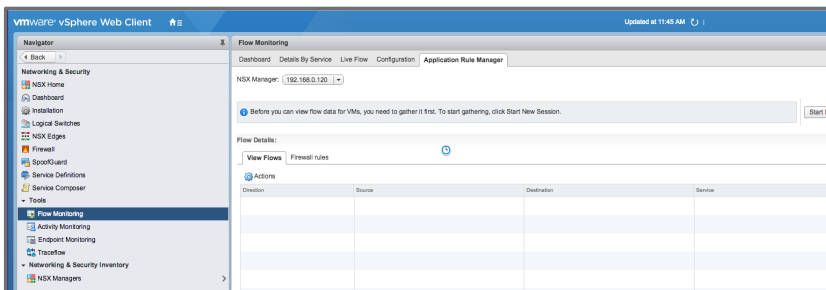 vmware® vSphere Web Client
Updated at 11:45 AM
Navigator
Back
Networking & Security
NSX Home
Dashboard
Installation
Logical Switches
NSX Edges
Firewall
SpoofGuard
Service Definitions
Service Composer
Tools
Flow Monitoring
Activity Monitoring
Endpoint Monitoring
Traceflow
Networking & Security Inventory
NSX Managers
Flow Monitoring
Dashboard Details By Service Live Flow Configuration Application Rule Manager
NSX Manager: 192.168.0.120
Before you can view flow data for VMs, you need to gather it first. To start gathering, click Start New Session.
Start
Flow Details:
View Flows Firewall rules
Actions
Direction Source Destination Service